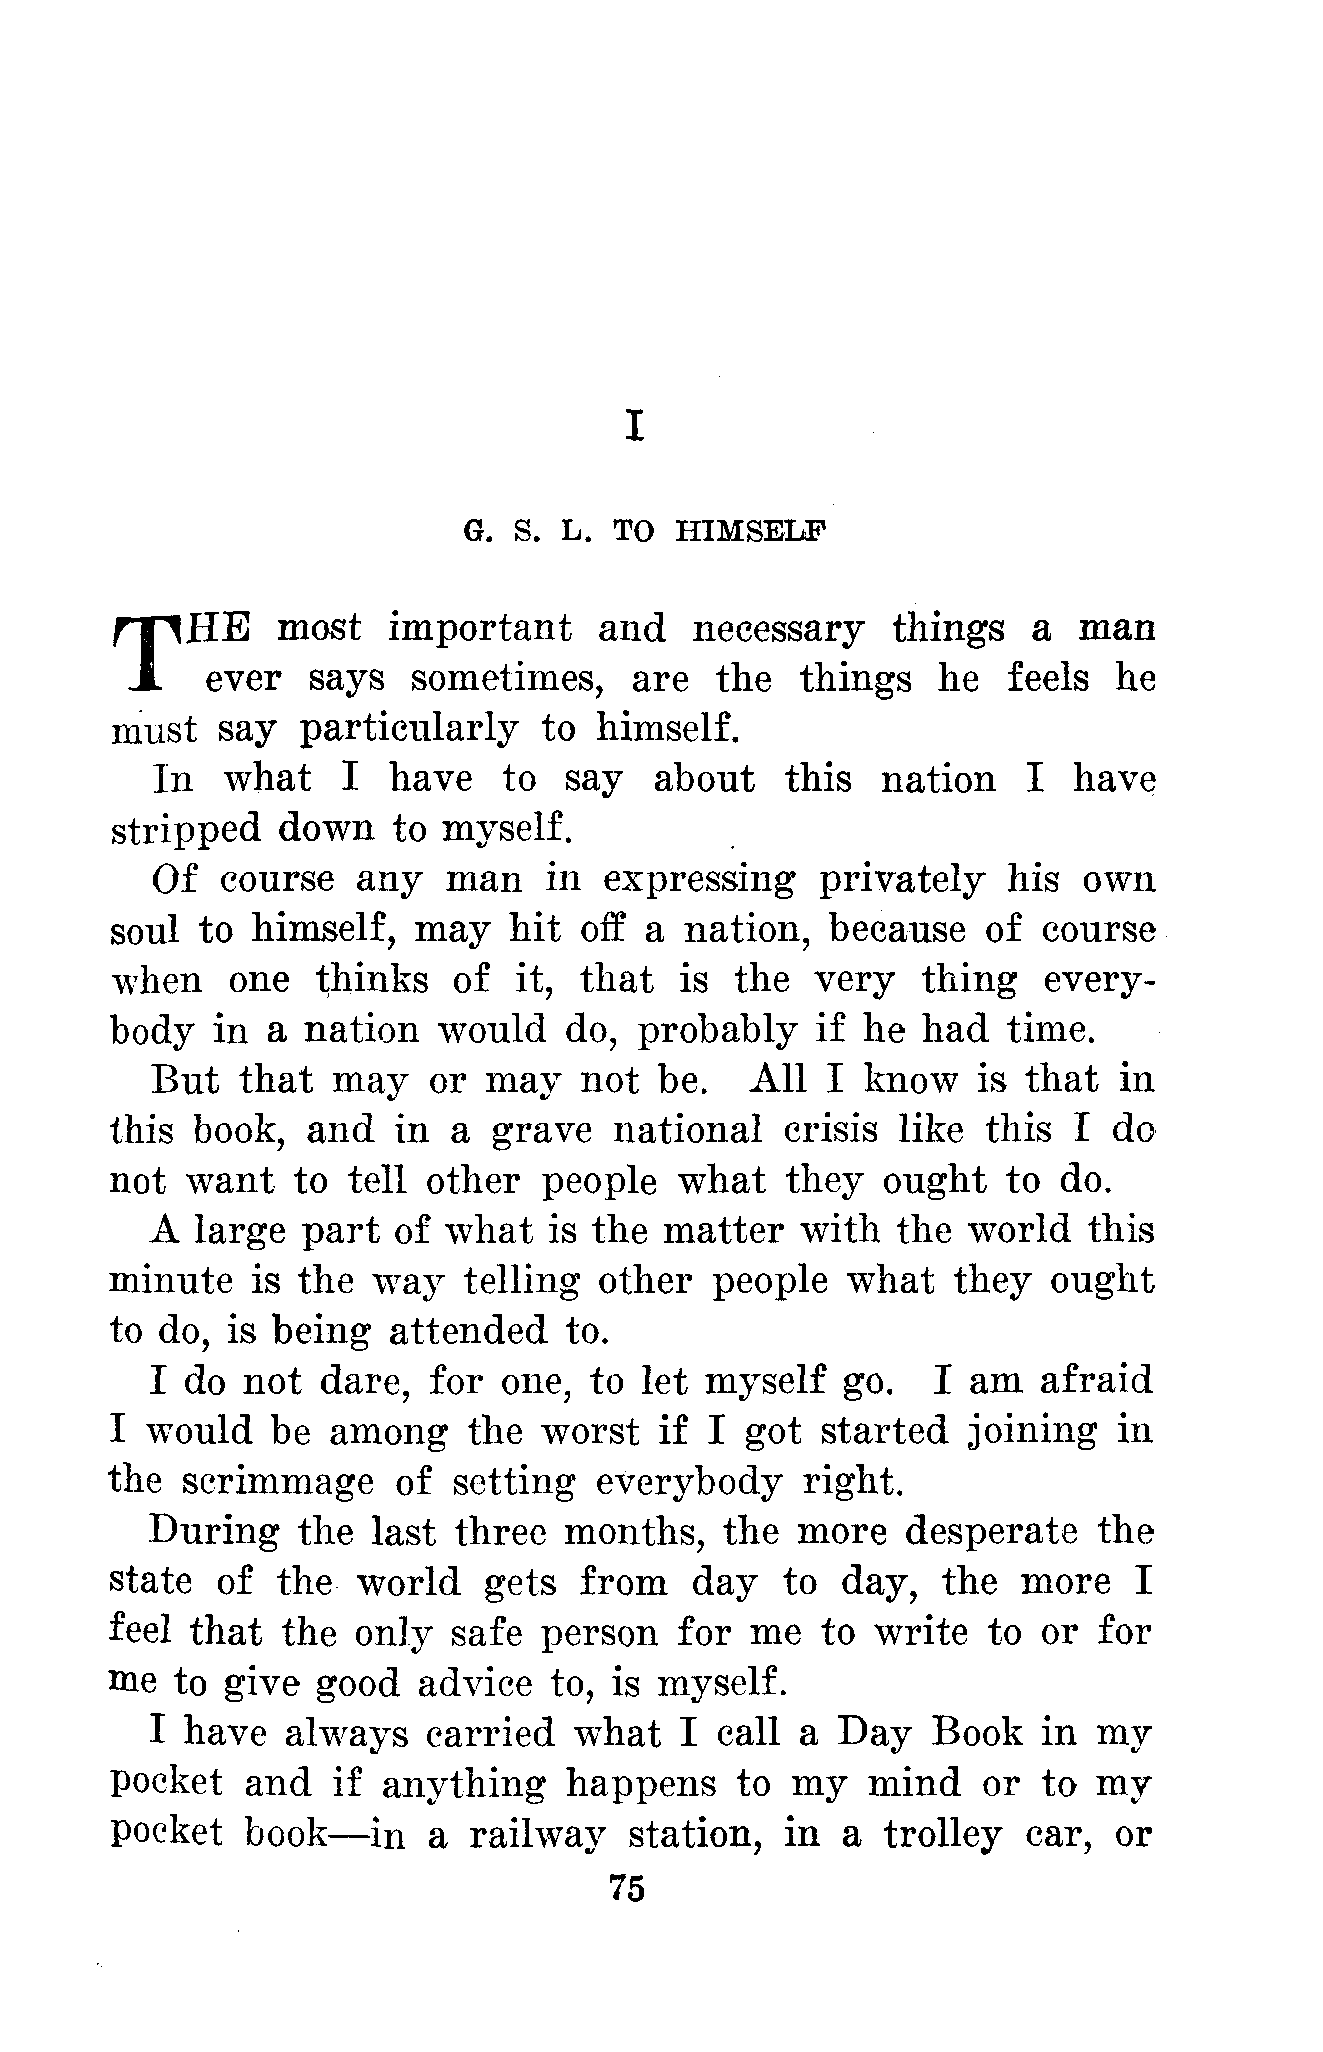 I
G. S. L. TO HIMSELF
THE most important and necessary things a man
ever says sometimes, are the things he feels he
must say particularly to himself.
In what I have to say about this nation I have
stripped down to myself.
Of course any man in expressing privately his own
soul to himself, may hit off a nation, because of course
when one thinks of it, that is the very thing every-
body in a nation would do, probably if he had time.
But that may or may not be. All I know is that in
this book, and in a grave national crisis like this I do
not want to tell other people what they ought to do.
A large part of what is the matter with the world this
minute is the way telling other people what they ought
to do, is being attended to.
I do not dare, for one, to let myself go. I am afraid
I would be among the worst if I got started joining in
the scrimmage of setting everybody right.
During the last three months, the more desperate the
state of the world gets from day to day, the more I
feel that the only safe person for me to write to or for
me to give good advice to, is myself.
I have always carried what I call a Day Book in my
pocket and if anything happens to my mind or to my
pocket book—in a railway station, in a trolley car, or
75